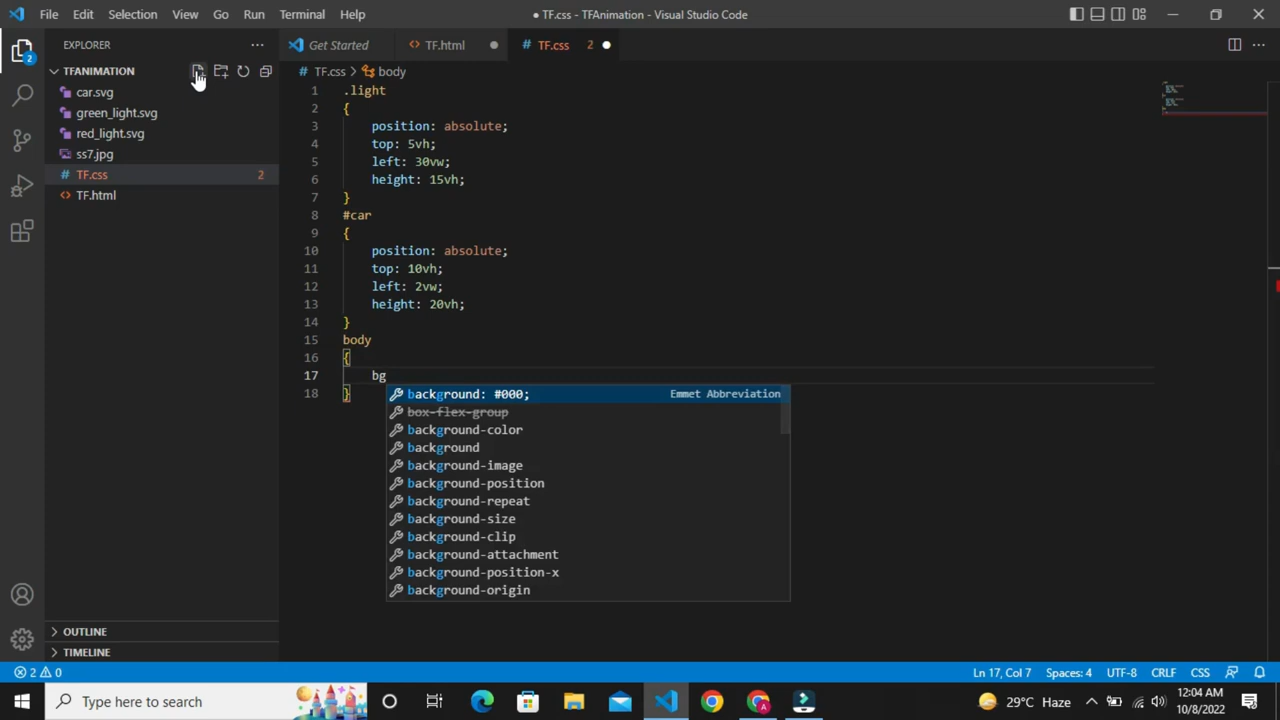 File Edit Selection View Go Run Terminal Help
● TF.css - TFAnimation - Visual Studio Code
EXPLORER
Get Started
TF.html
TF.css 2
TFANIMATION
car.svg
green_light.svg
red_light.svg
ss7.jpg
TF.css 2
TF.html
OUTLINE
TIMELINE
TF.css > body
1 .light
2 {
3 position: absolute;
4 top: 5vh;
5 left: 30vw;
6 height: 15vh;
7 }
8 #car
9 {
10 position: absolute;
11 top: 10vh;
12 left: 2vw;
13 height: 20vh;
14 }
15 body
16 {
17 bg
18 }
background: #000; Emmet Abbreviation
box-flex-group
background-color
background
background-image
background-position
background-repeat
background-size
background-clip
background-attachment
background-position-x
background-origin
2 0
Ln 17, Col 7 Spaces: 4 UTF-8 CRLF CSS
Type here to search
29°C Haze
12:04 AM
10/8/2022